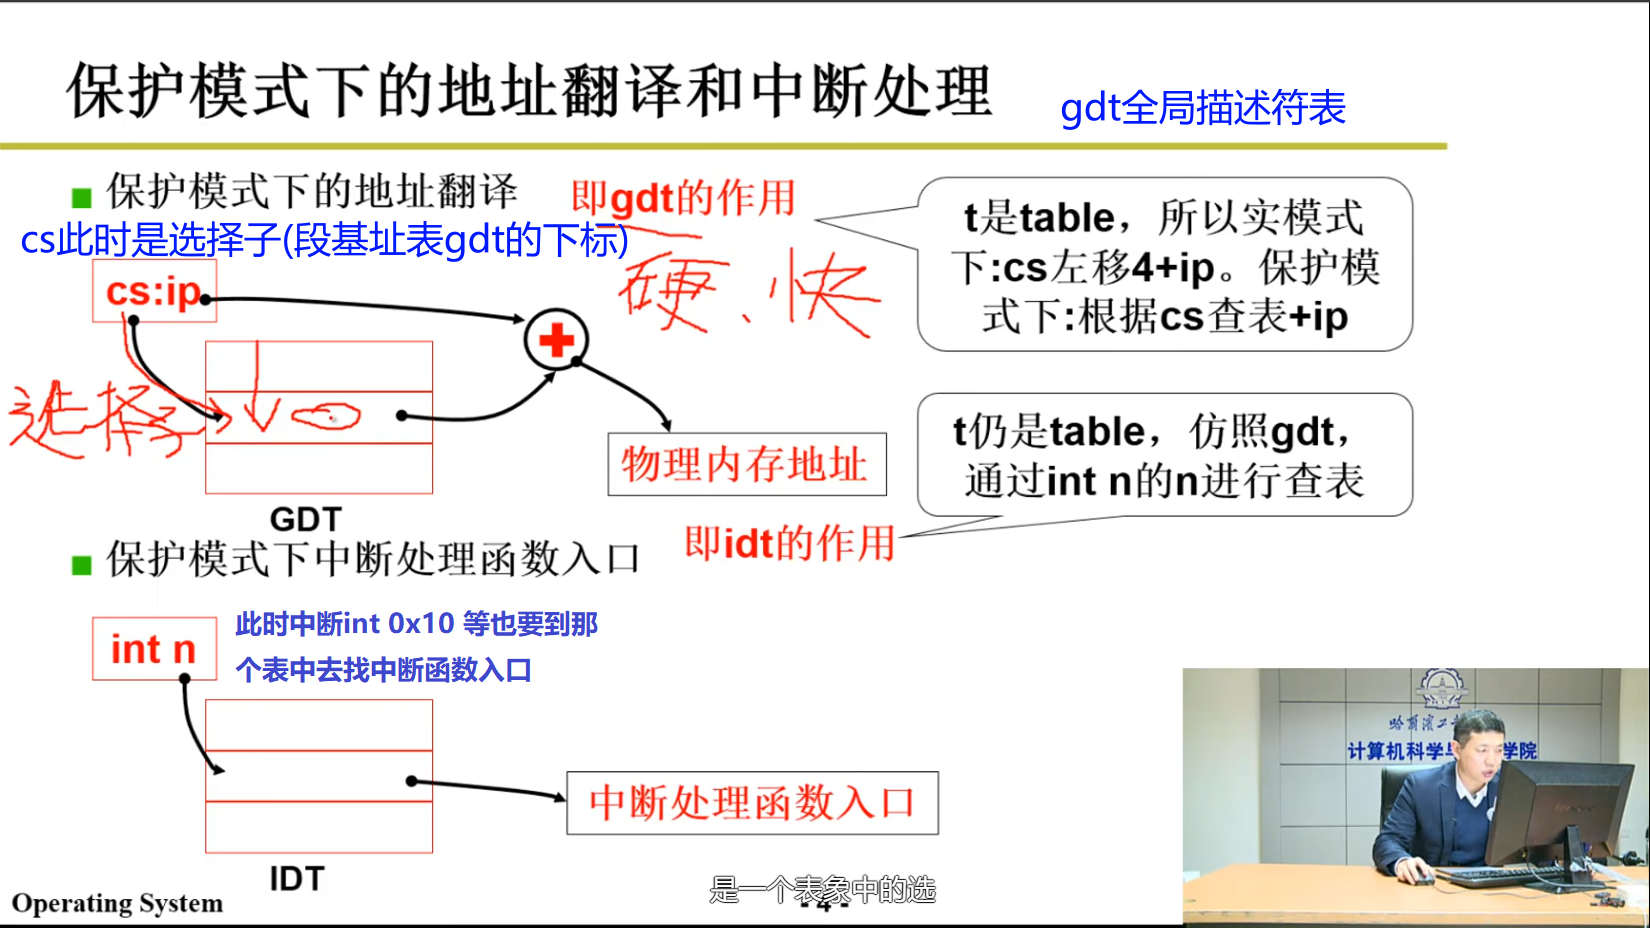 保护模式下的地址翻译和中断处理
gdt全局描述符表
保护模式下的地址翻译
即gdt的作用
cs此时是选择子(段基址表gdt的下标)
t是table，所以实模式
下:cs左移4+ip。保护模
式下:根据cs查表+ip
硬、快
cs:ip
选择子
物理内存地址
GDT
t仍是table，仿照gdt，
通过int n的n进行查表
即idt的作用
保护模式下中断处理函数入口
int n
此时中断int 0x10 等也要到那
个表中去找中断函数入口
中断处理函数入口
IDT
计算机科学与
学院
Operating System
- 4 -
是一个表象中的选